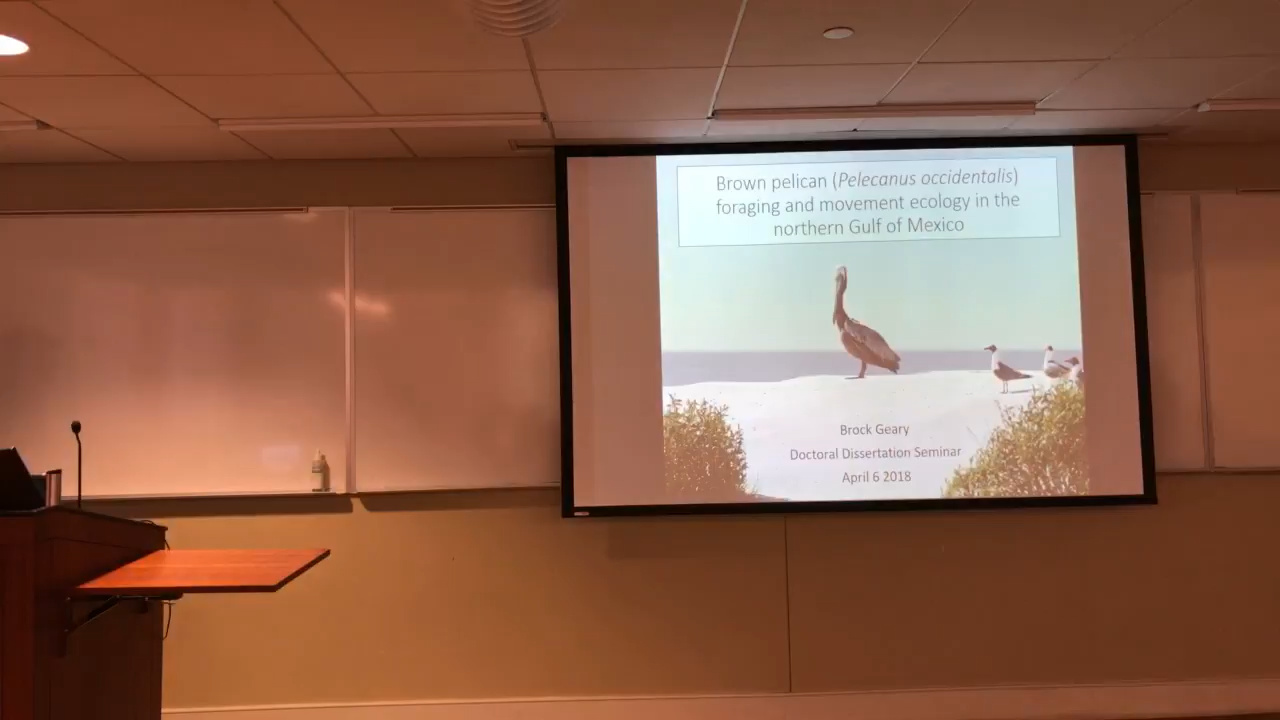 Brown pelican (Pelecanus occidentalis)
foraging and movement ecology in the
northern Gulf of Mexico
Brock Geary
Doctoral Dissertation Seminar
April 6 2018